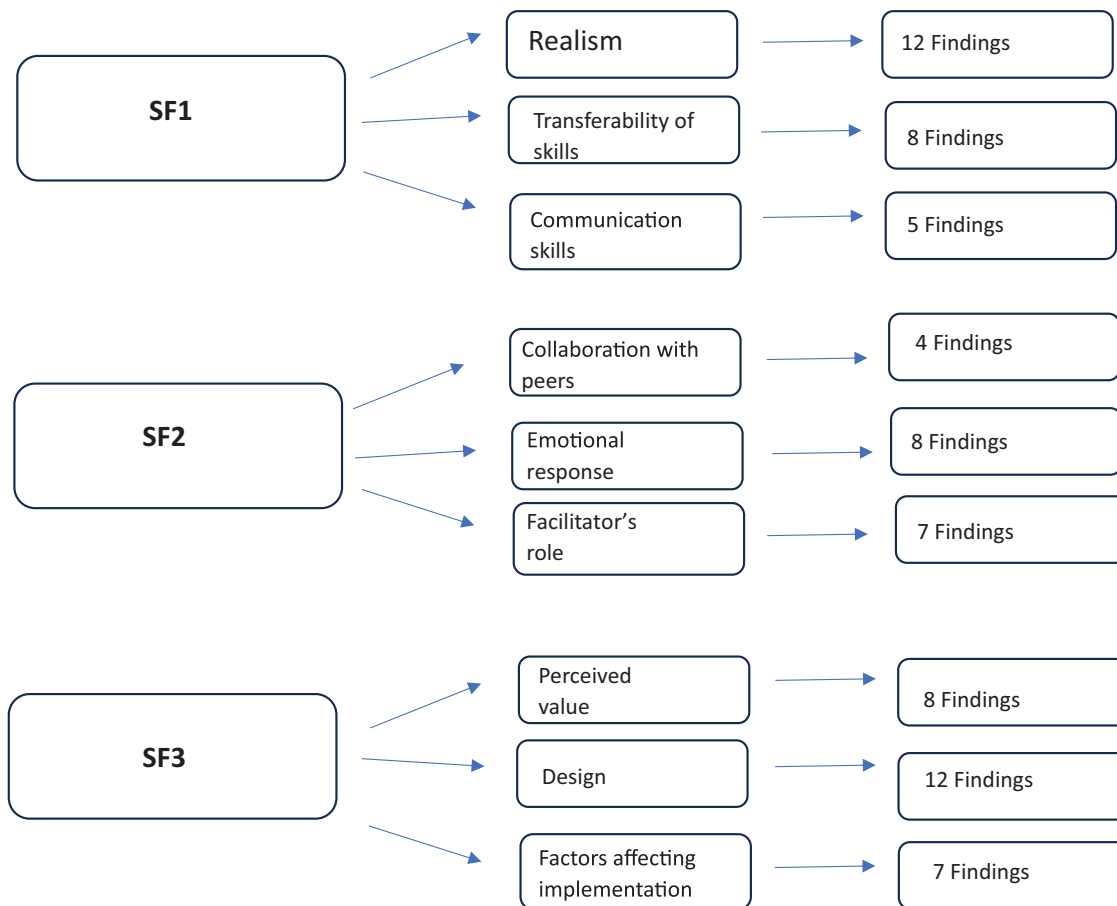 SF1
Realism
12 Findings
Transferability of
skills
8 Findings
Communication
skills
5 Findings
SF2
Collaboration with
peers
4 Findings
Emotional
response
8 Findings
Facilitator’s
role
7 Findings
SF3
Perceived
value
8 Findings
Design
12 Findings
Factors affecting
implementation
7 Findings